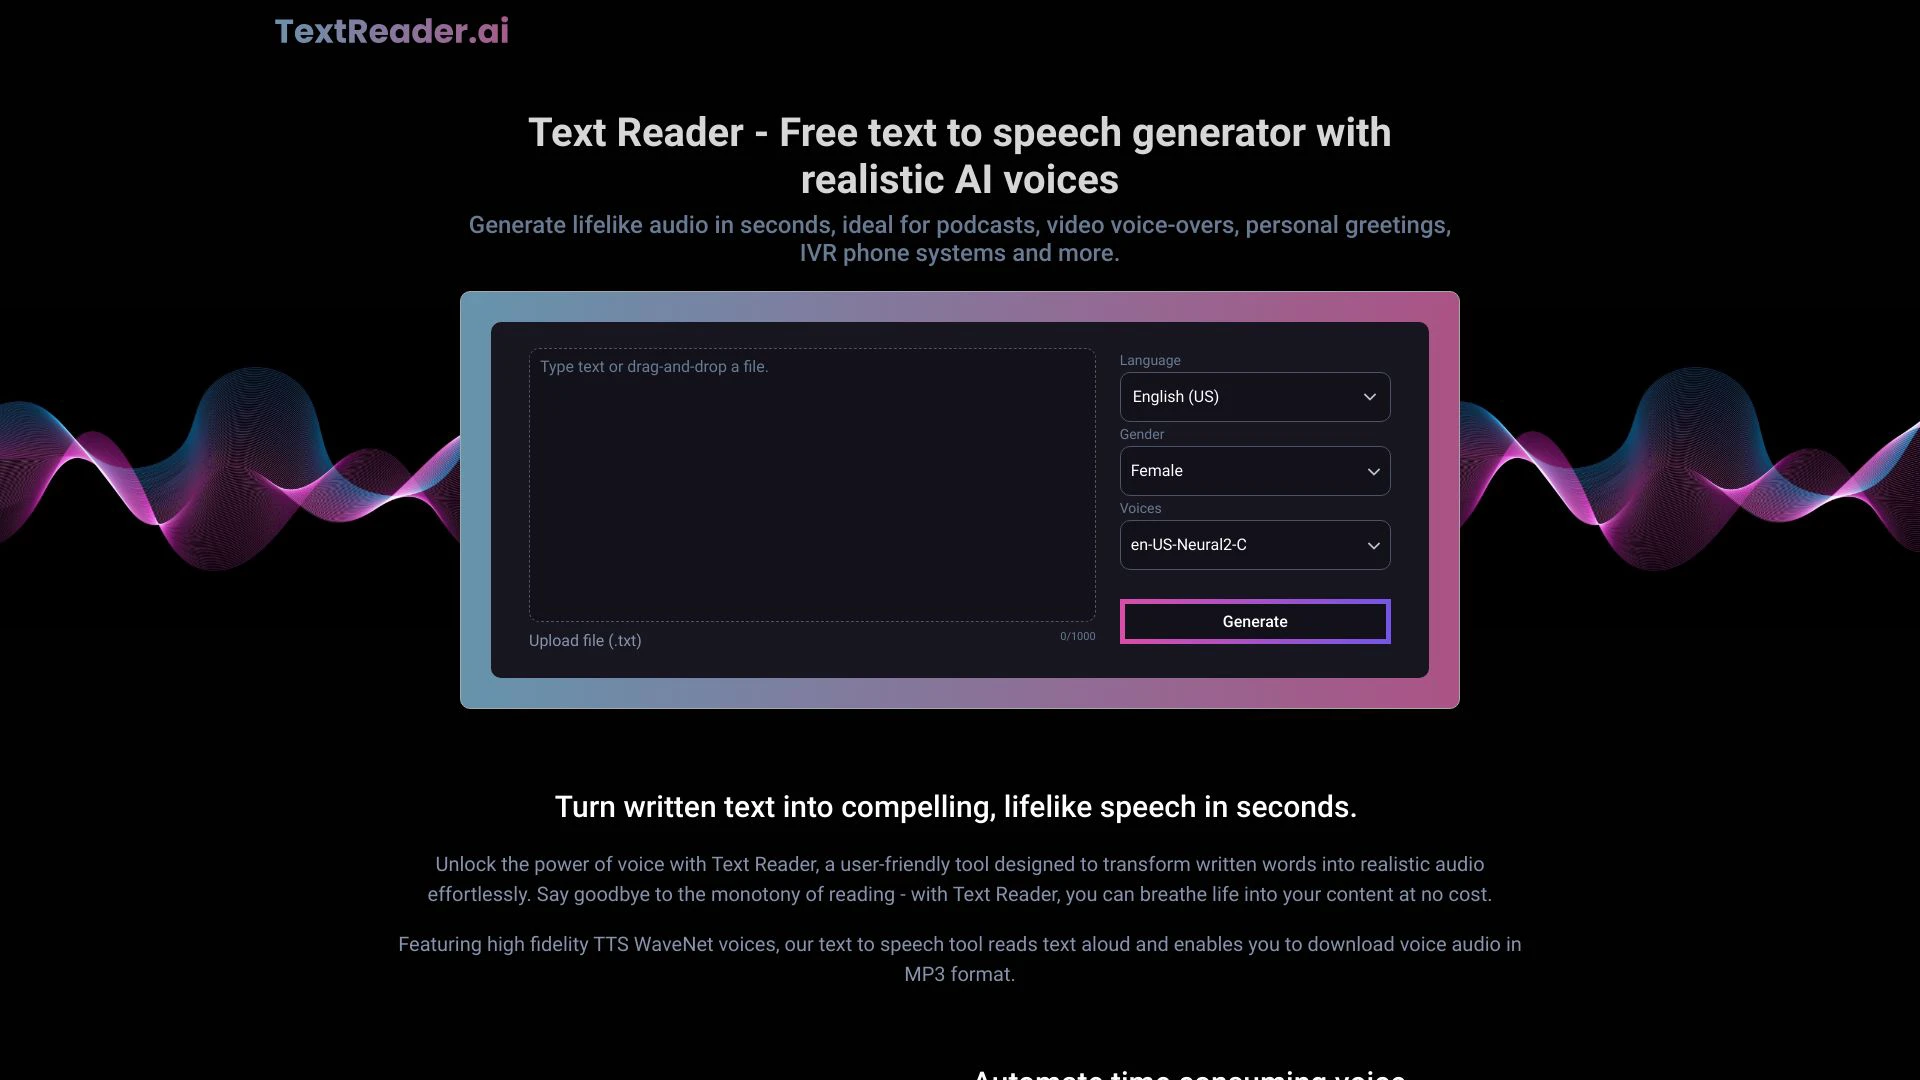 TextReader.ai
Text Reader - Free text to speech generator with
realistic AI voices
Generate lifelike audio in seconds, ideal for podcasts, video voice-overs, personal greetings,
IVR phone systems and more.
Type text or drag-and-drop a file.
Upload file (.txt)
0/1000
Language
English (US)
Gender
Female
Voices
en-US-Neural2-C
Generate
Turn written text into compelling, lifelike speech in seconds.
Unlock the power of voice with Text Reader, a user-friendly tool designed to transform written words into realistic audio
effortlessly. Say goodbye to the monotony of reading - with Text Reader, you can breathe life into your content at no cost.
Featuring high fidelity TTS WaveNet voices, our text to speech tool reads text aloud and enables you to download voice audio in
MP3 format.
Automate time consuming voice